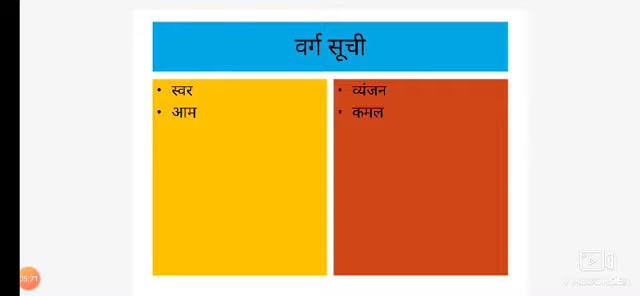 वर्ग सूची
• स्वर
• आम
• व्यंजन
• कमल